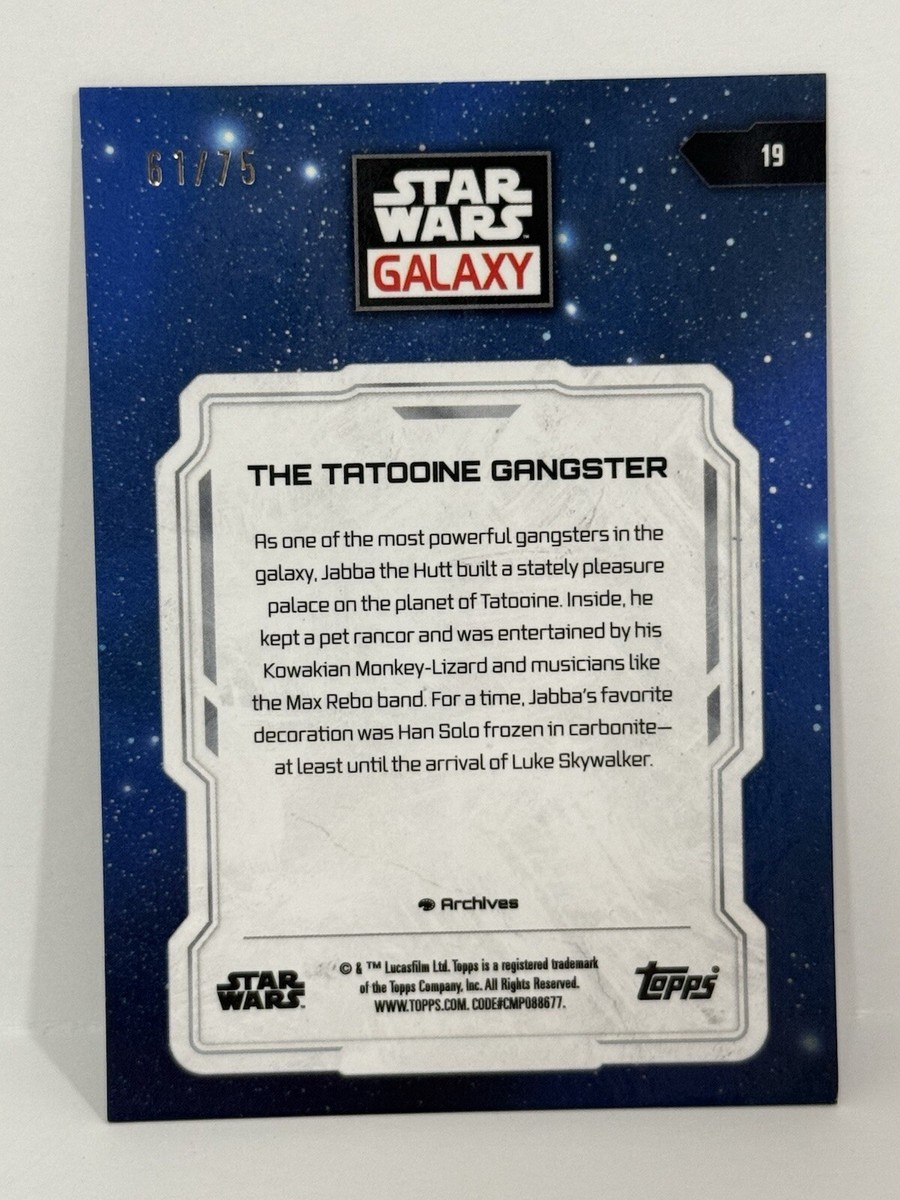 61/75
19
STAR
WARS™
GALAXY
THE TATOOINE GANGSTER
As one of the most powerful gangsters in the
galaxy, Jabba the Hutt built a stately pleasure
palace on the planet of Tatooine. Inside, he
kept a pet rancor and was entertained by his
Kowakian Monkey-Lizard and musicians like
the Max Rebo band. For a time, Jabba's favorite
decoration was Han Solo frozen in carbonite—
at least until the arrival of Luke Skywalker.
Archives
STAR
WARS
© & ™ Lucasfilm Ltd. Topps is a registered trademark
of the Topps Company, Inc. All Rights Reserved.
WWW.TOPPS.COM. CODE#CMP088677.
topps®